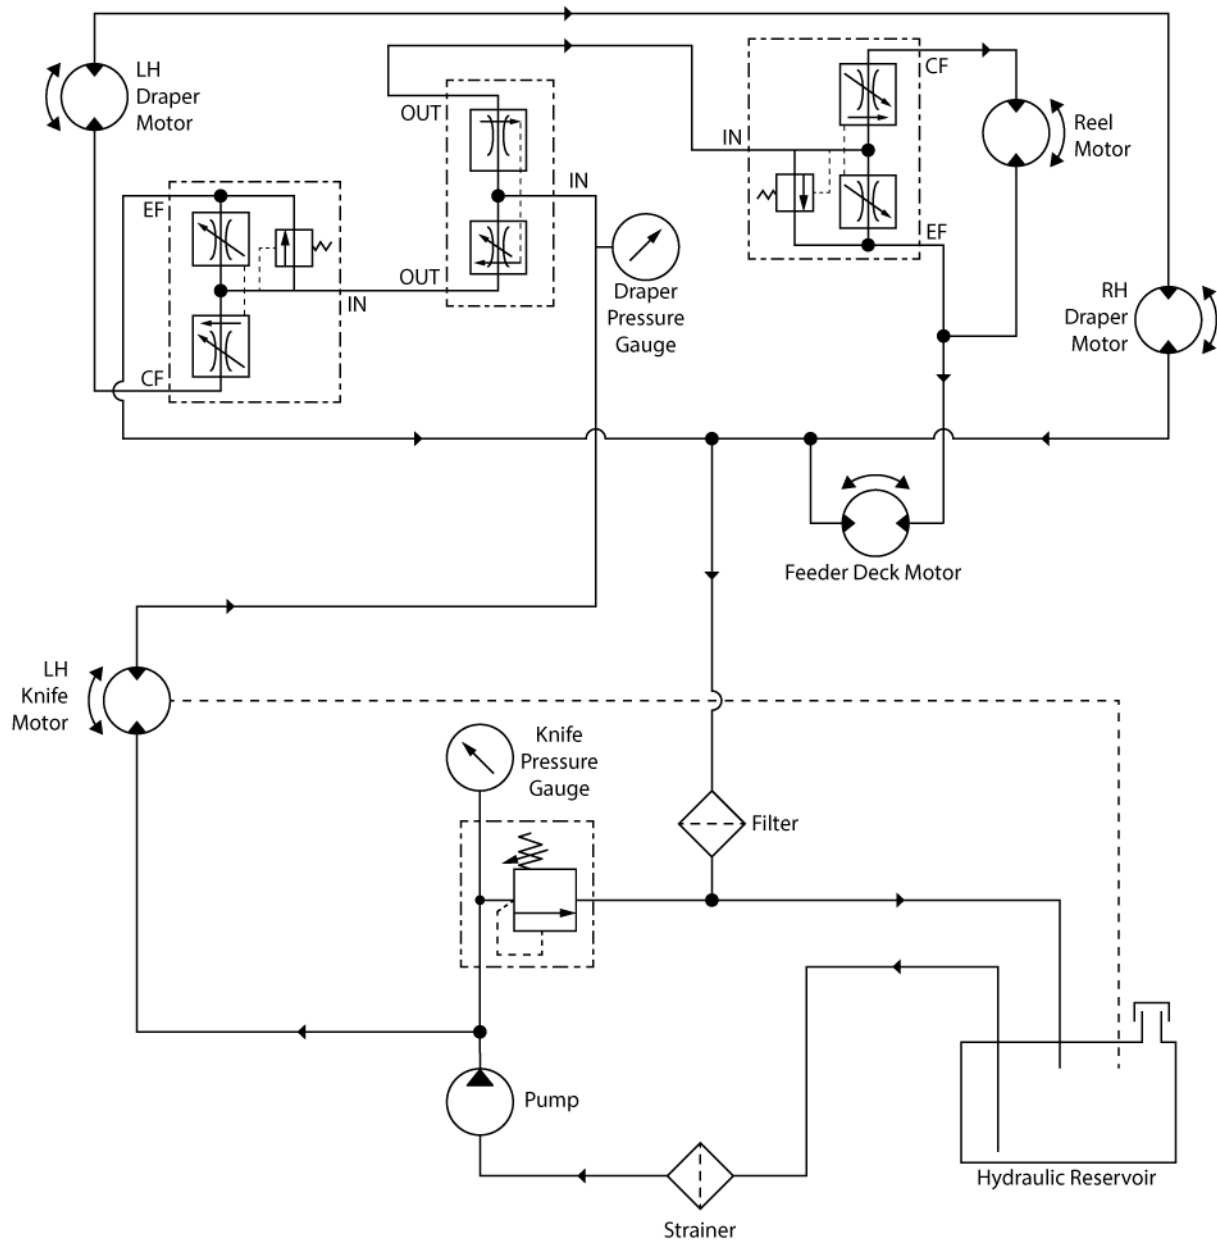 LH
Draper
Motor
OUT
CF
IN
Reel
Motor
EF
IN
EF
OUT
IN
Draper
Pressure
Gauge
RH
Draper
Motor
CF
Feeder Deck Motor
LH
Knife
Motor
Knife
Pressure
Gauge
Filter
Pump
Hydraulic Reservoir
Strainer